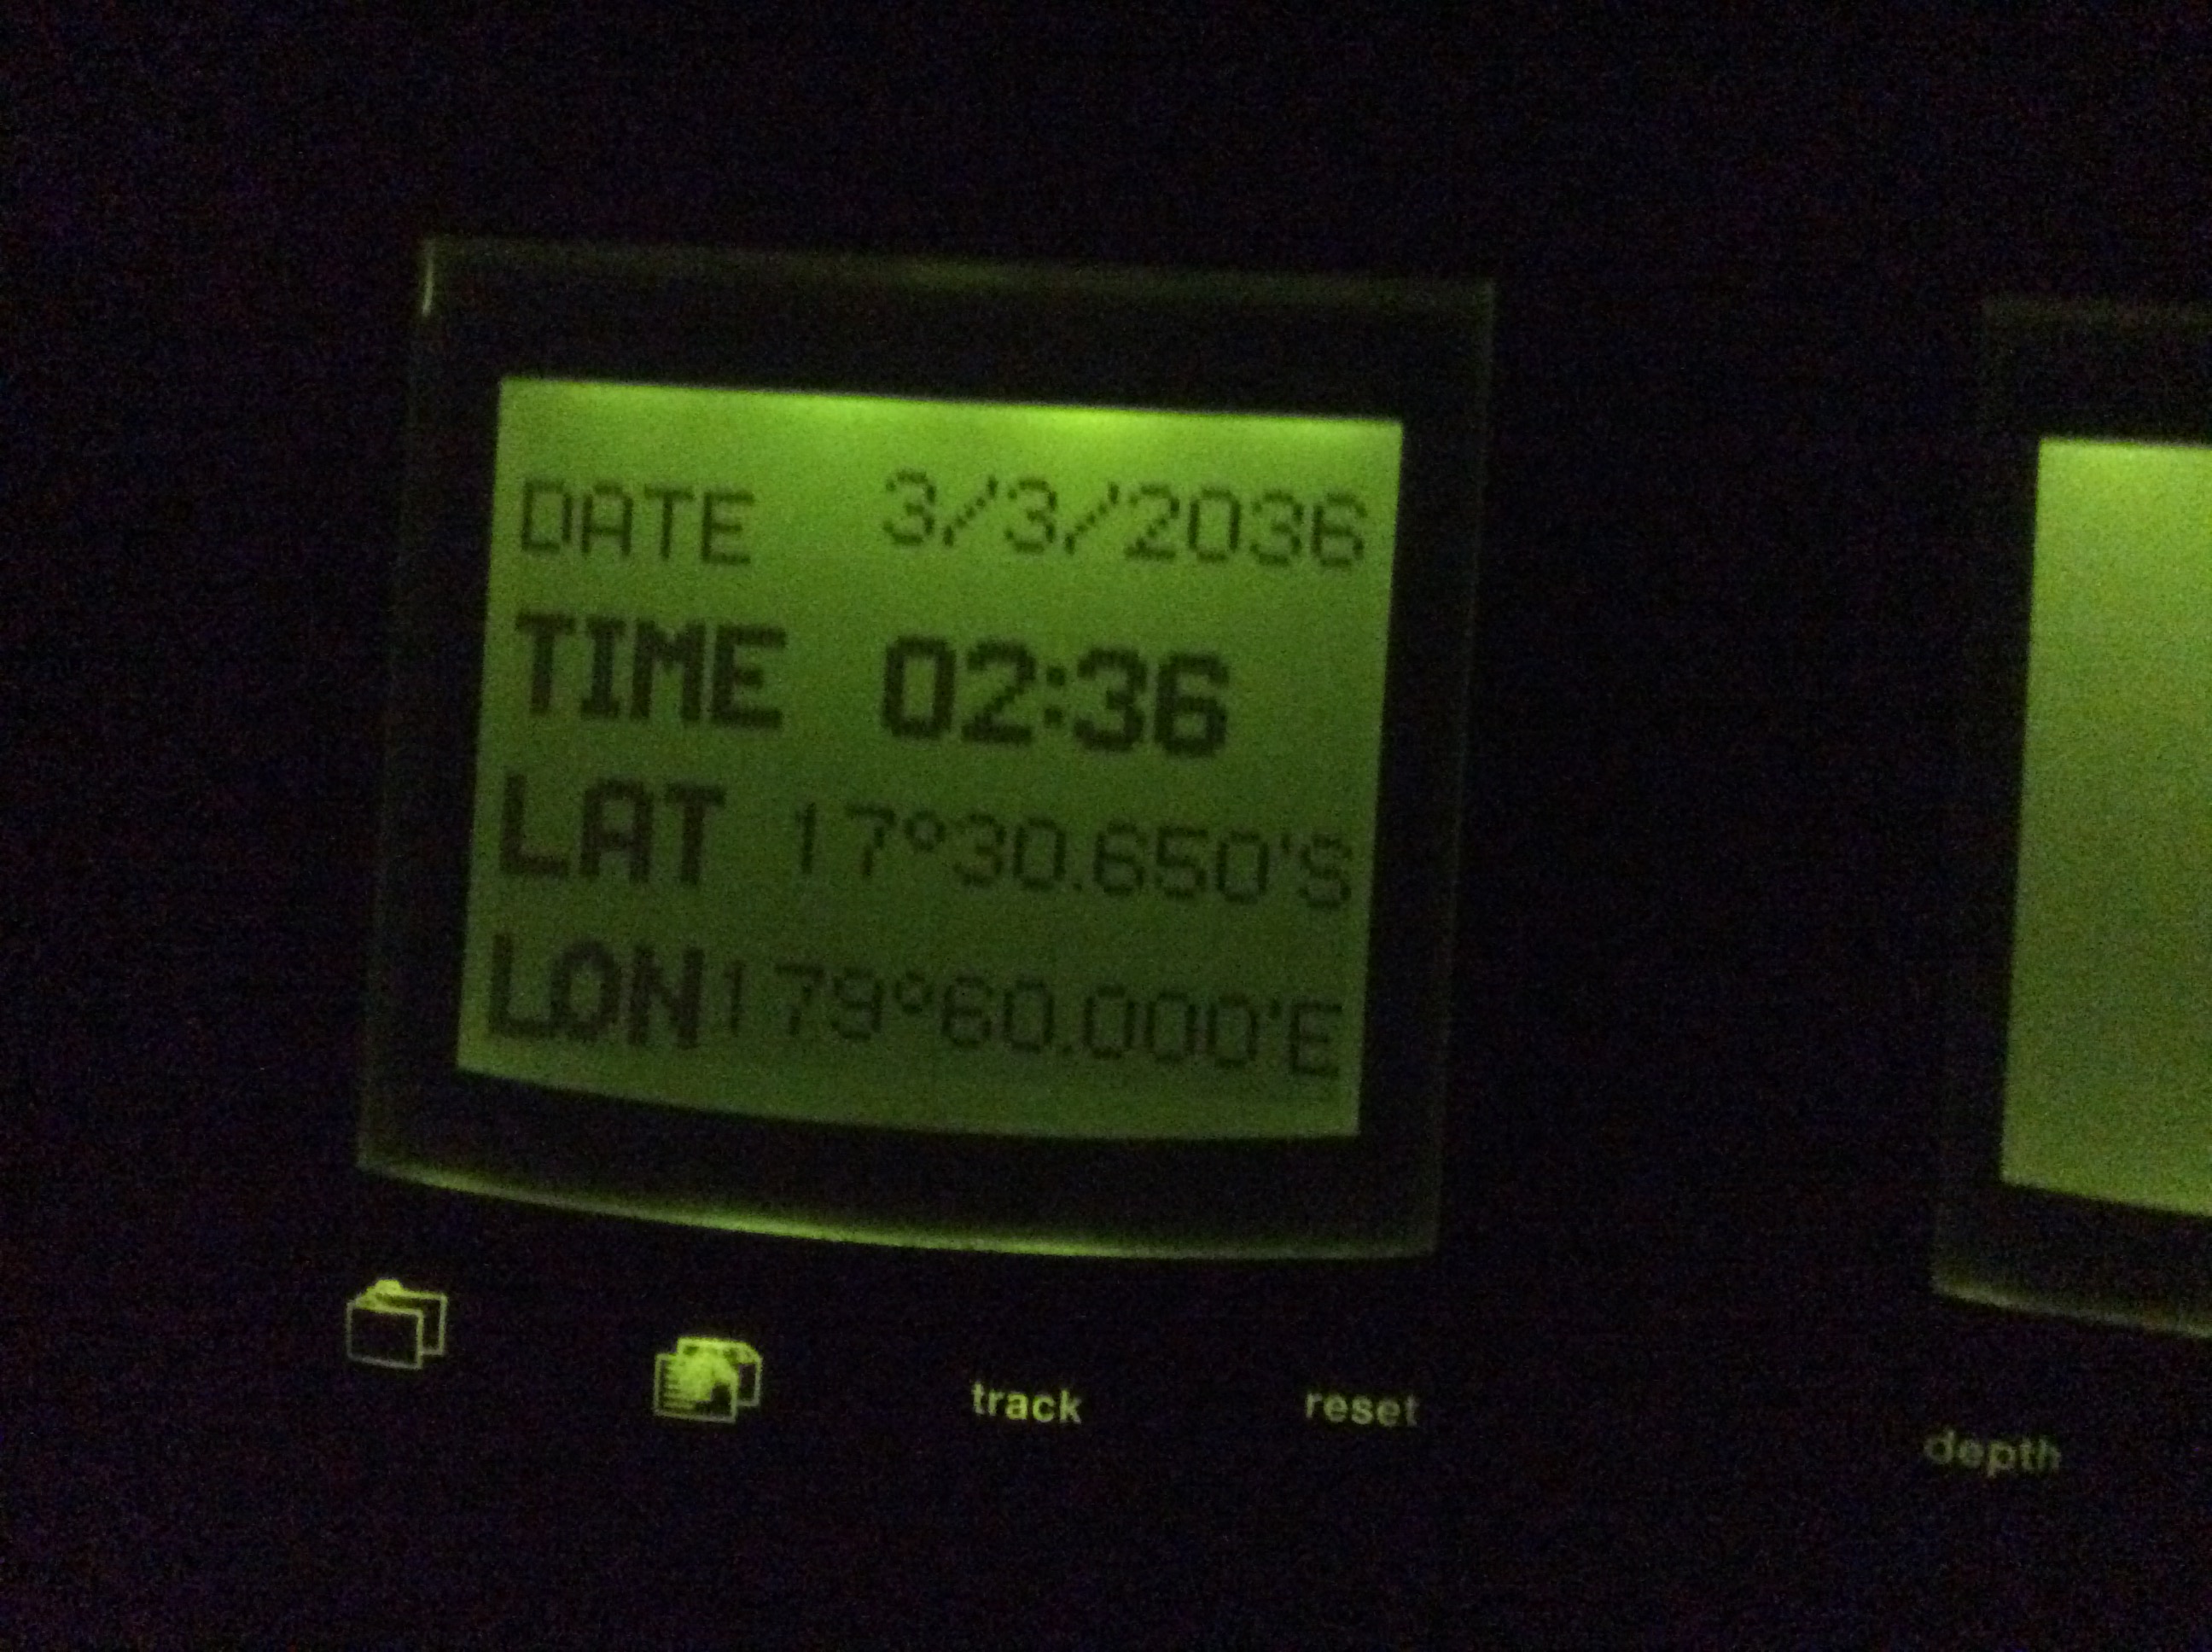 DATE 3/3/2036
TIME 02:36
LAT 17°30.650'S
LON 179°60.000'E
track reset
depth